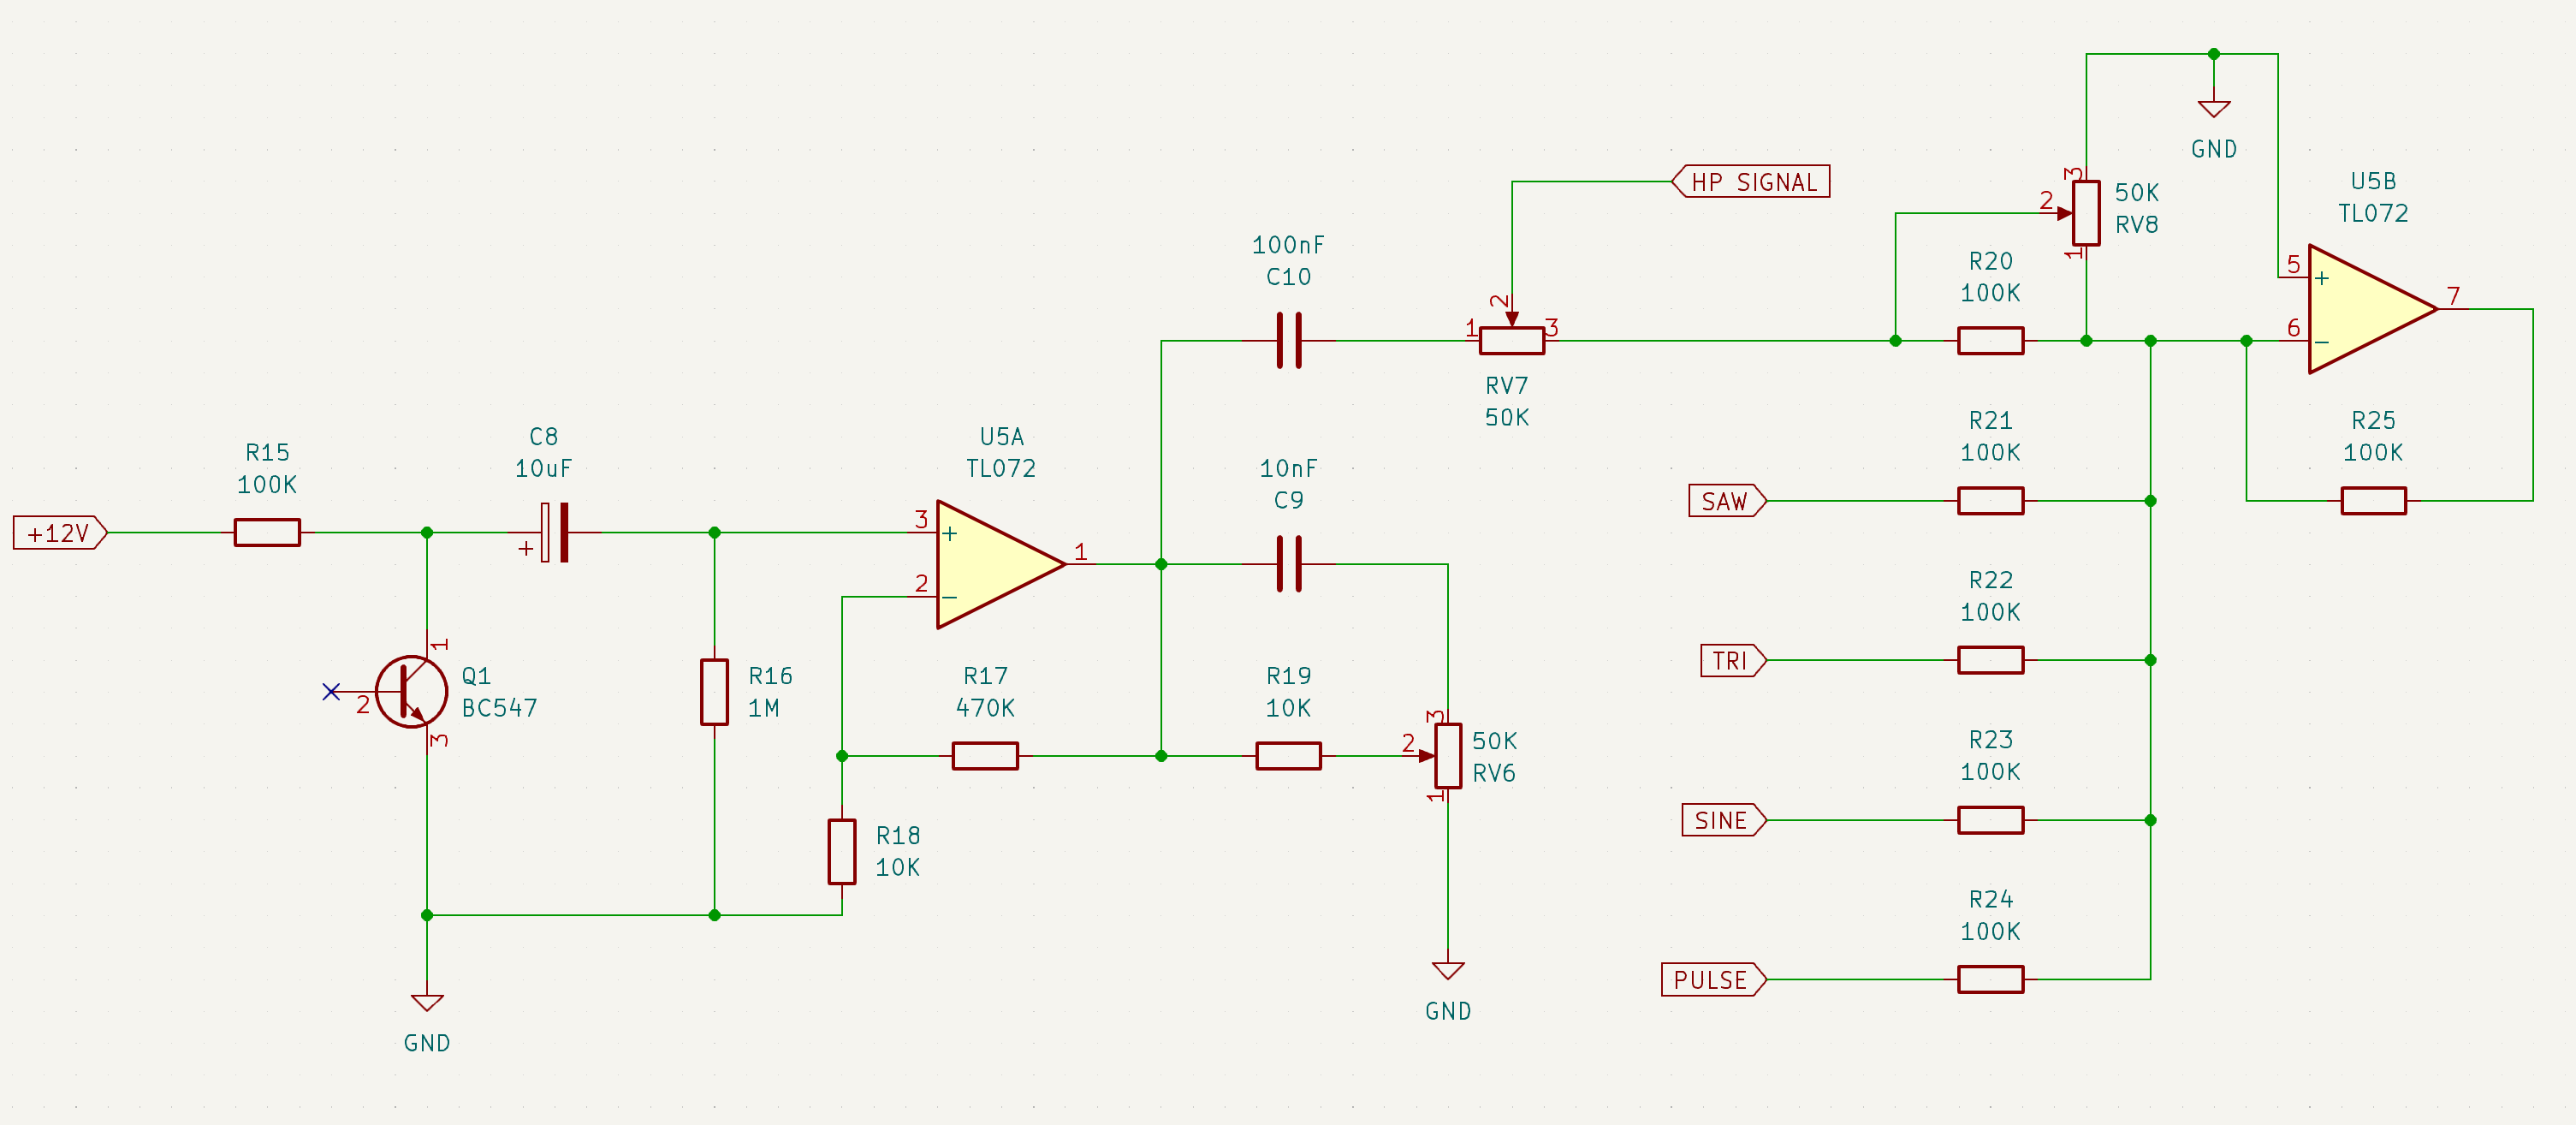 GND
HP SIGNAL
3
2
1
50K
RV8
U5B
TL072
5
+
6
−
7
100nF
C10
1
2
3
RV7
50K
R20
100K
R15
100K
C8
10uF
+
+12V
U5A
TL072
3
+
2
−
1
10nF
C9
R21
100K
SAW
R25
100K
R22
100K
TRI
1
2
3
Q1
BC547
R16
1M
R17
470K
R19
10K
3
2
1
50K
RV6
R23
100K
SINE
R18
10K
R24
100K
PULSE
GND
GND